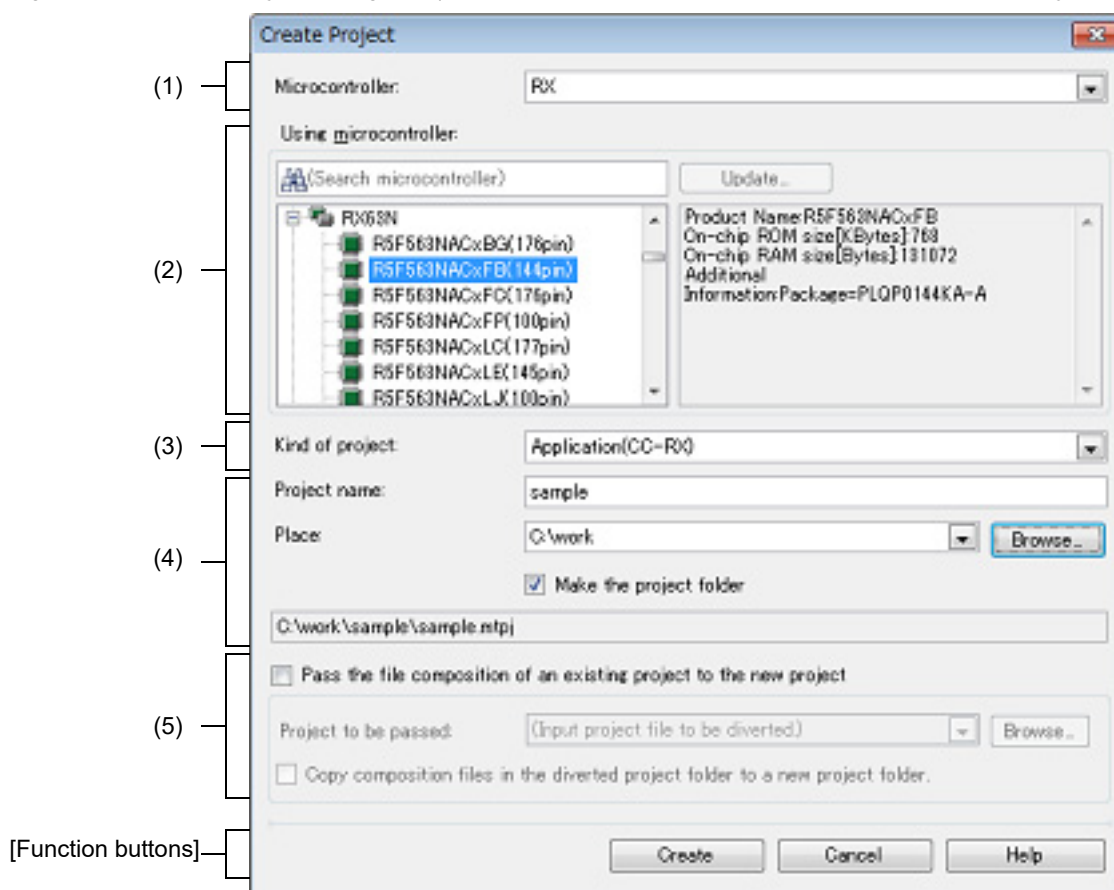 Create Project
(1)
Microcontroller: RX
Using microcontroller:
(2)
(Search microcontroller) Update...
RX63N
R5F563NACxBG(176pin)
R5F563NACxFB(144pin)
R5F563NACxFC(176pin)
R5F563NACxFP(100pin)
R5F563NACxLC(177pin)
R5F563NACxLE(145pin)
R5F563NACxLJ(100pin)
Product Name:R5F563NACxFB
On-chip ROM size[KBytes]:768
On-chip RAM size[Bytes]:131072
Additional
Information:Package=PLQP0144KA-A
(3)
Kind of project: Application(CC-RX)
(4)
Project name: sample
Place: C:\work Browse...
Make the project folder
C:\work\sample\sample.mtpj
(5)
Pass the file composition of an existing project to the new project
Project to be passed: (Input project file to be diverted.) Browse...
Copy composition files in the diverted project folder to a new project folder.
[Function buttons]
Create Cancel Help